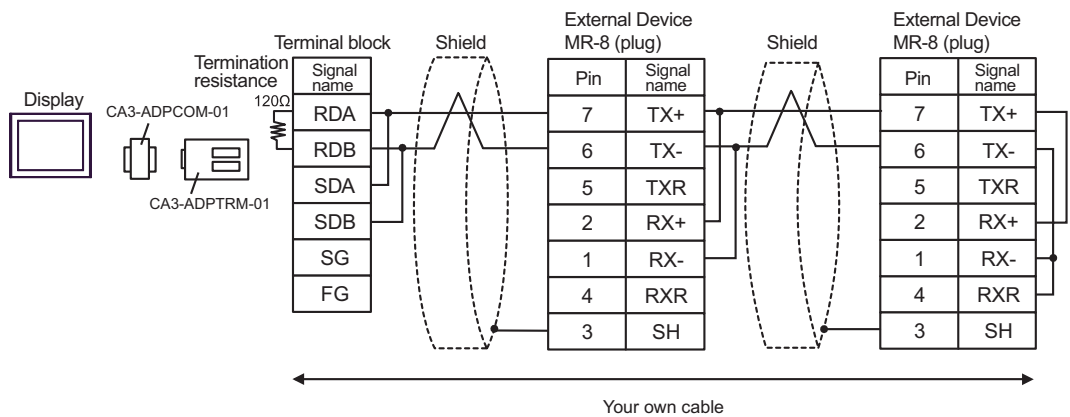 Display
CA3-ADPCOM-01
CA3-ADPTRM-01
Termination
resistance
120Ω
Terminal block
Signal
name
RDA
RDB
SDA
SDB
SG
FG
Shield
External Device
MR-8 (plug)
Pin Signal
name
7 TX+
6 TX-
5 TXR
2 RX+
1 RX-
4 RXR
3 SH
Shield
External Device
MR-8 (plug)
Pin Signal
name
7 TX+
6 TX-
5 TXR
2 RX+
1 RX-
4 RXR
3 SH
Your own cable